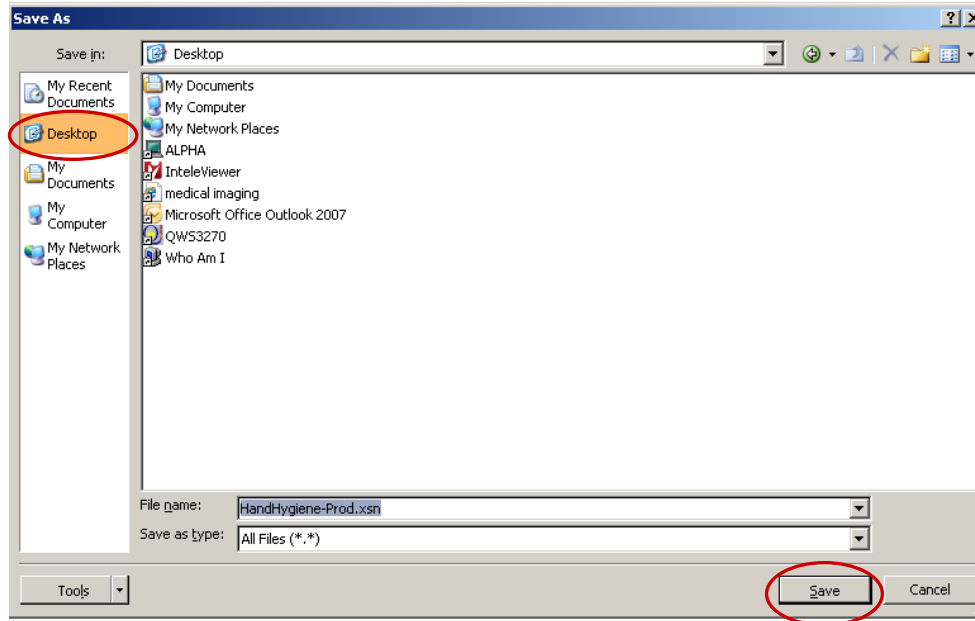 Save As
Save in:
Desktop
My Recent
Documents
Desktop
My
Documents
My
Computer
My Network
Places
My Documents
My Computer
My Network Places
ALPHA
InteleViewer
medical imaging
Microsoft Office Outlook 2007
QWS3270
Who Am I
File name:
HandHygiene-Prod.xsn
Save as type:
All Files (*.*)
Tools
Save
Cancel